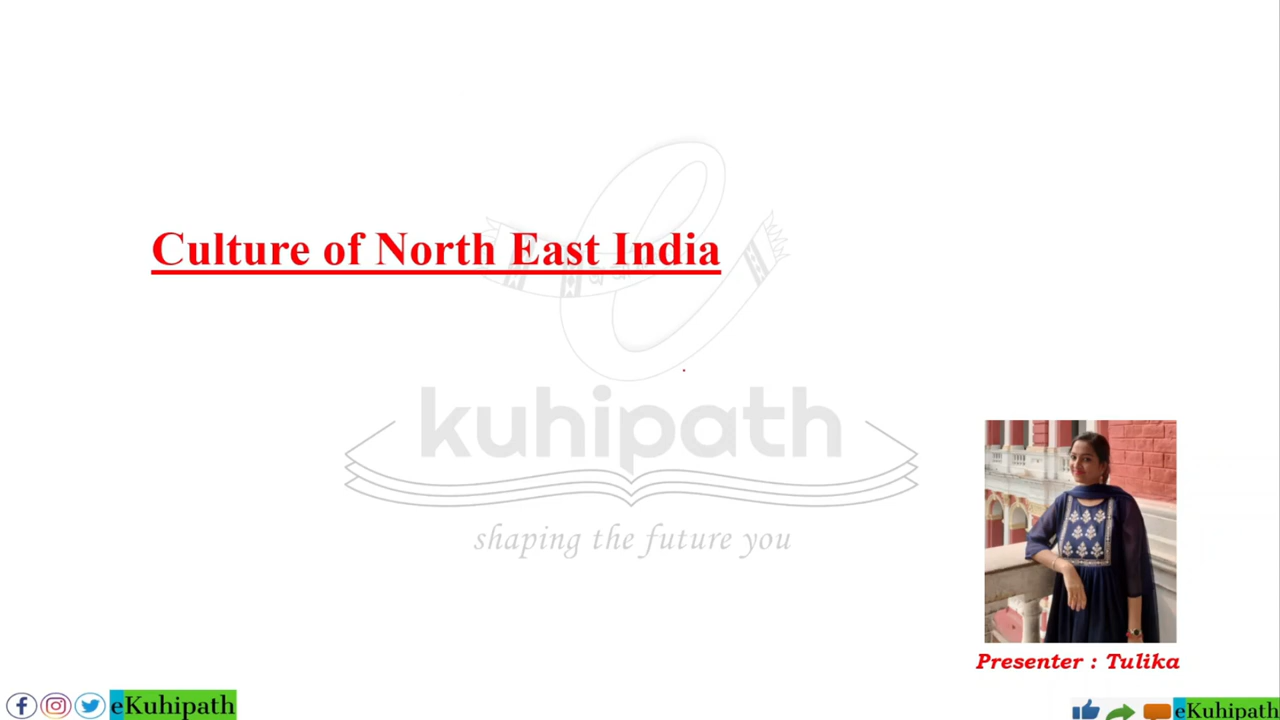 Culture of North East India
kuhipath
shaping the future you
Presenter : Tulika
eKuhipath
eKuhipath